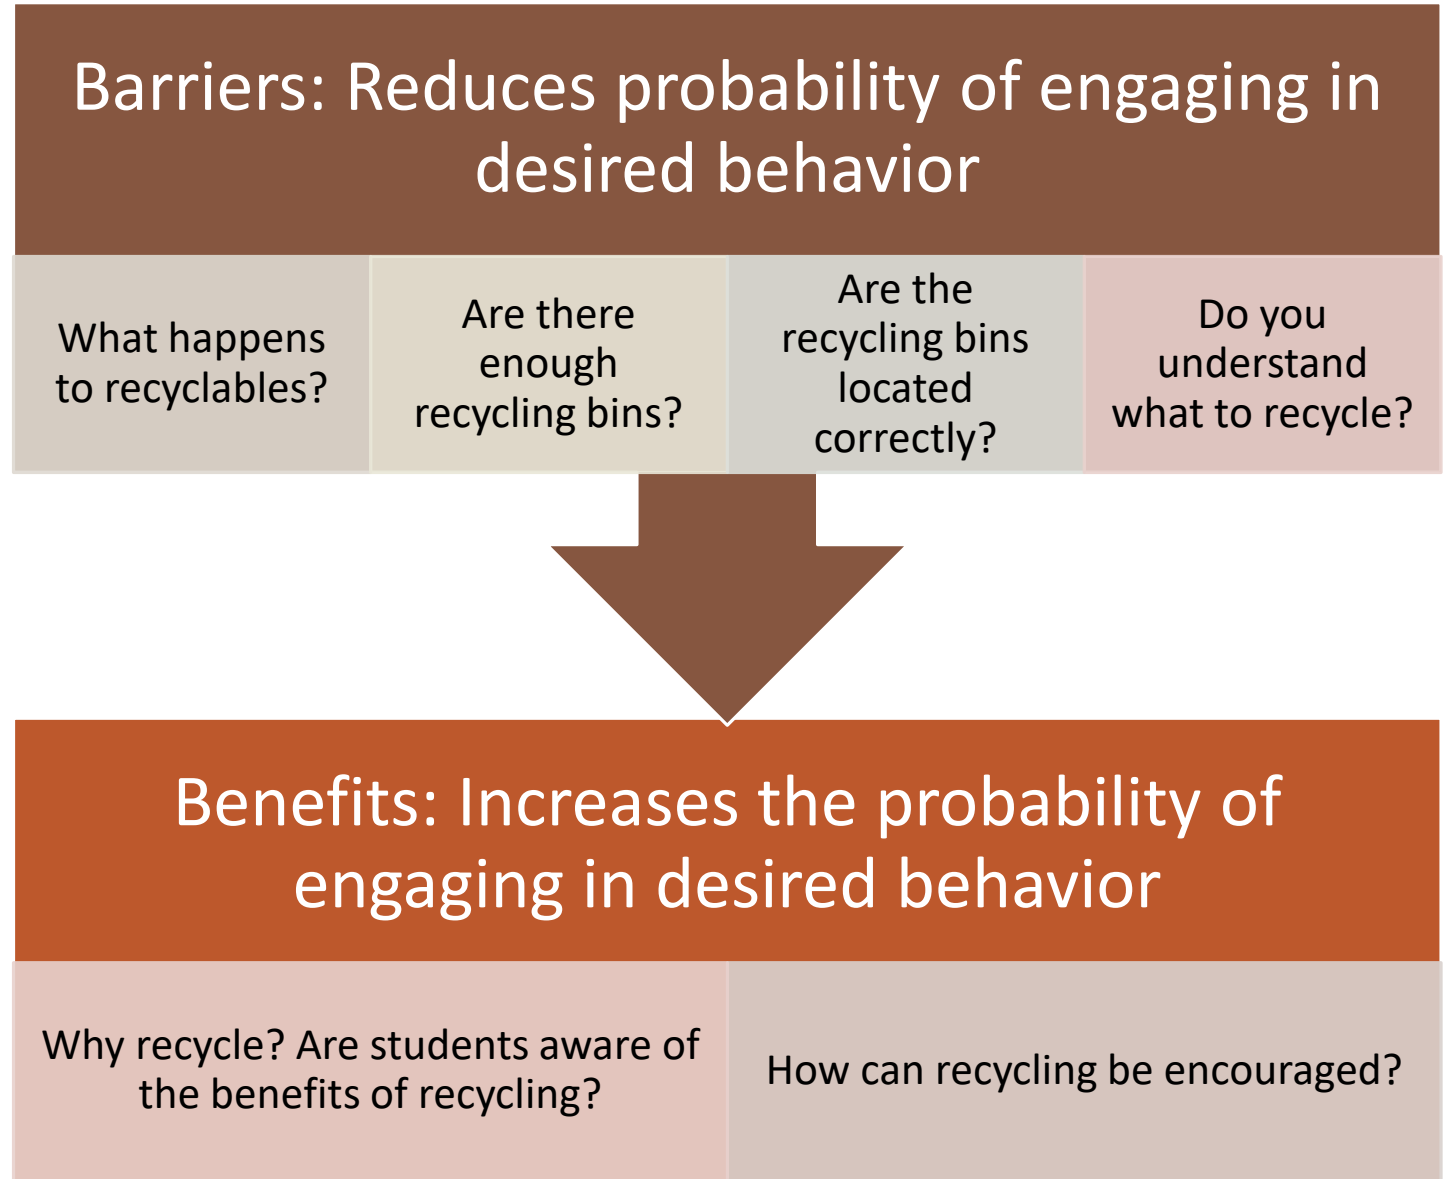 Barriers: Reduces probability of engaging in
desired behavior
What happens
to recyclables?
Are there
enough
recycling bins?
Are the
recycling bins
located
correctly?
Do you
understand
what to recycle?
Benefits: Increases the probability of
engaging in desired behavior
Why recycle? Are students aware of
the benefits of recycling?
How can recycling be encouraged?